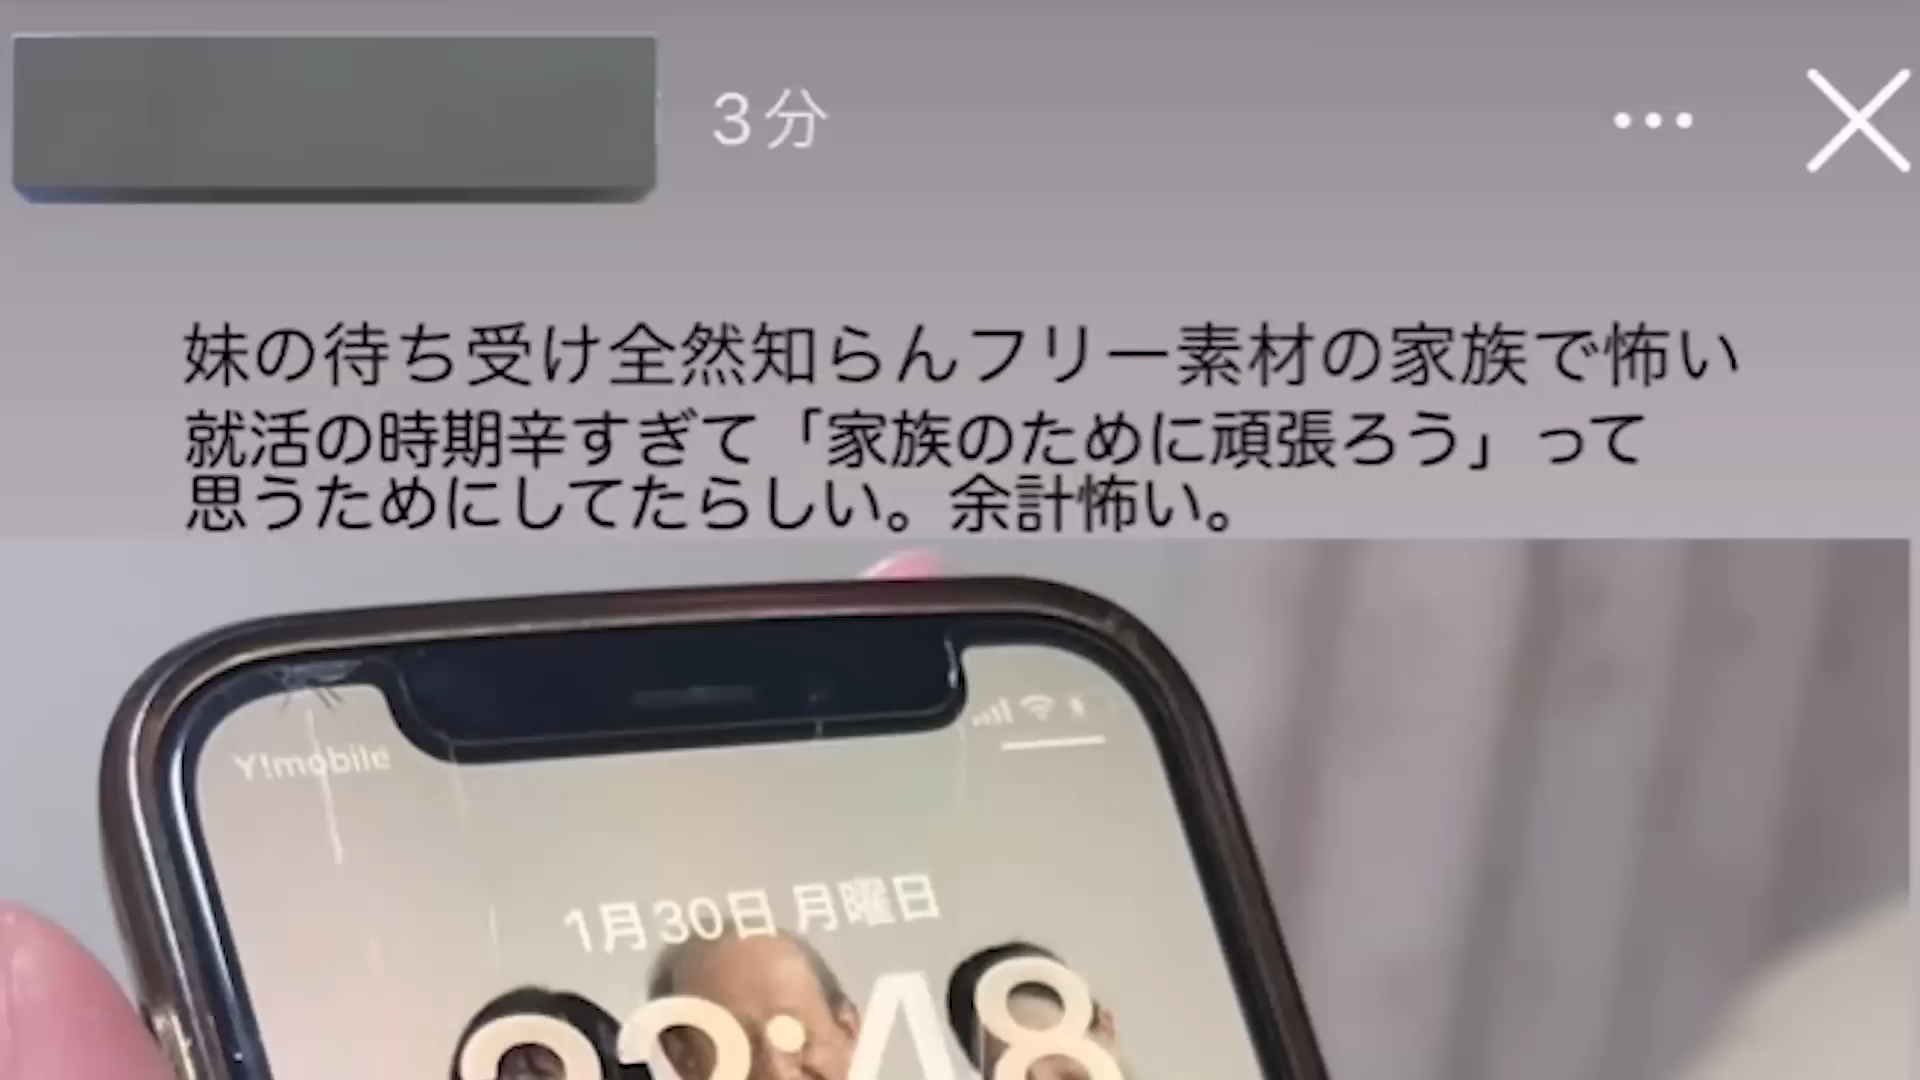 3分
妹の待ち受け全然知らんフリー素材の家族で怖い
就活の時期辛すぎて「家族のために頑張ろう」って
思うためにしてたらしい。余計怖い。
Y!mobile
1月30日 月曜日
22:48